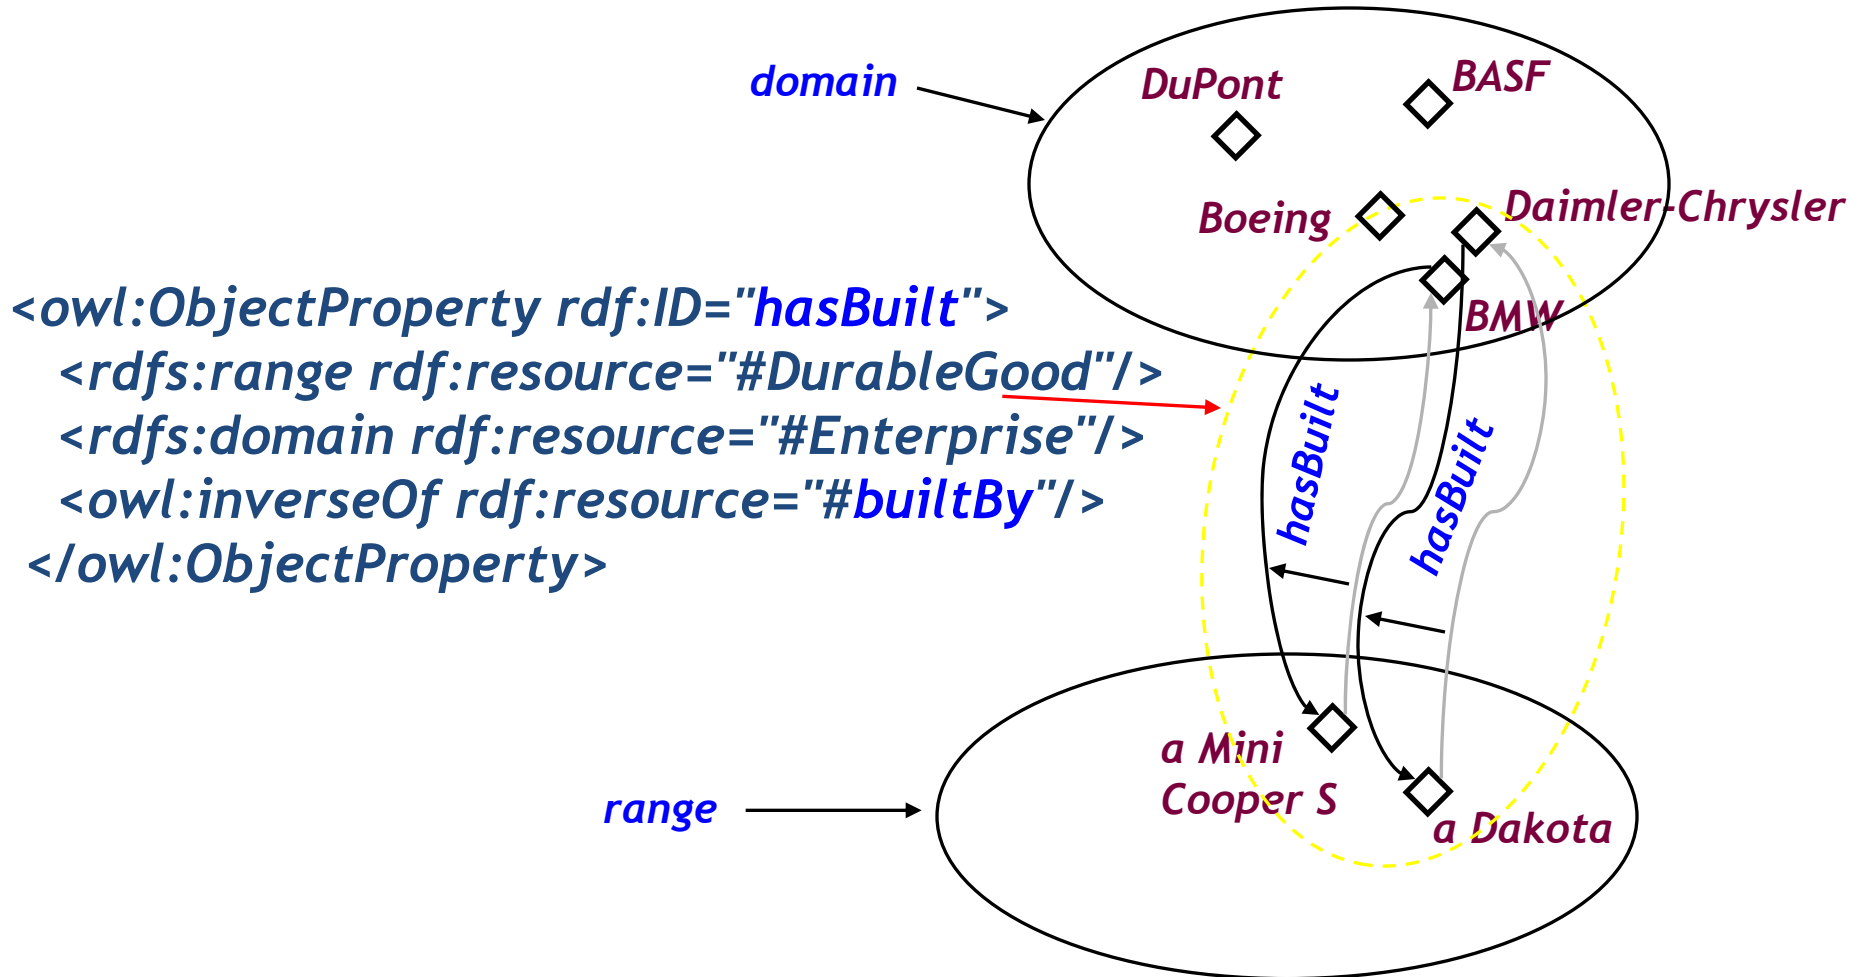 domain
DuPont
BASF
Boeing
Daimler-Chrysler
BMW
<owl:ObjectProperty rdf:ID="hasBuilt">
<rdfs:range rdf:resource="#DurableGood"/>
<rdfs:domain rdf:resource="#Enterprise"/>
<owl:inverseOf rdf:resource="#builtBy"/>
</owl:ObjectProperty>
hasBuilt
hasBuilt
a Mini
Cooper S
range
a Dakota